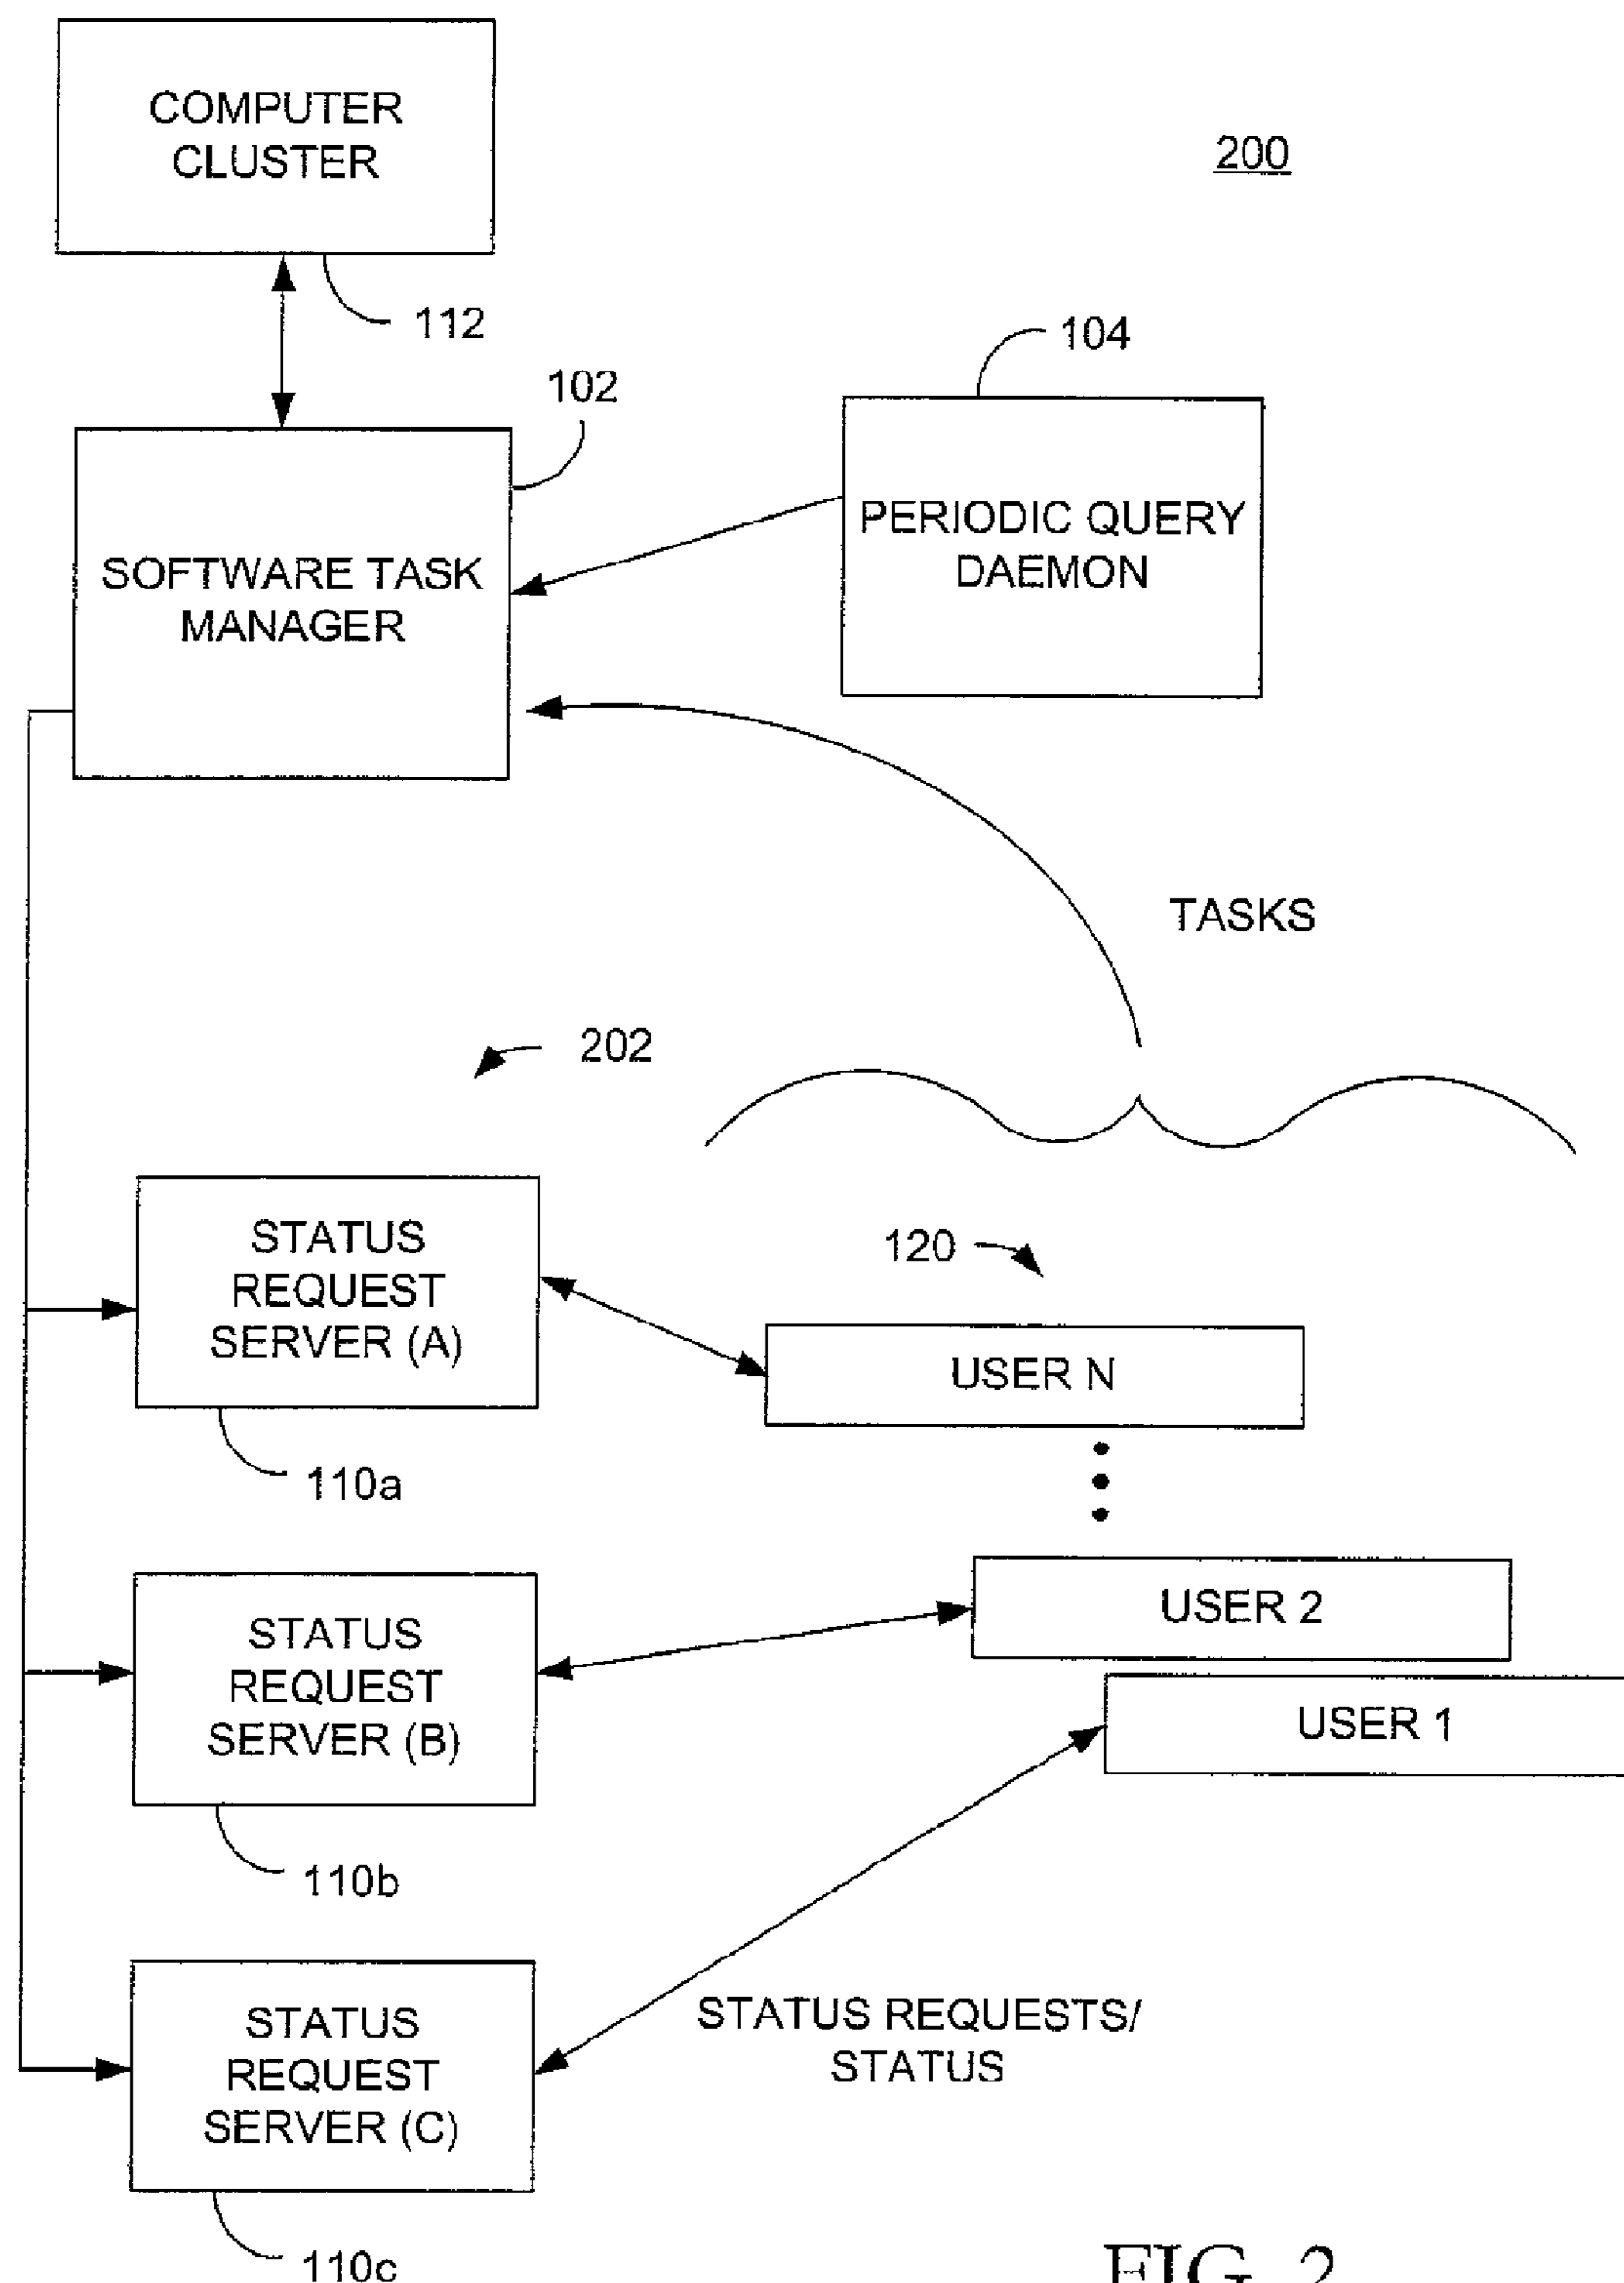 COMPUTER
CLUSTER
200
112
104
102
PERIODIC QUERY
DAEMON
SOFTWARE TASK
MANAGER
TASKS
202
STATUS
REQUEST
SERVER (A)
120
USER N
110a
USER 2
STATUS
REQUEST
SERVER (B)
USER 1
110b
STATUS REQUESTS/
STATUS
STATUS
REQUEST
SERVER (C)
110c
FIG. 2